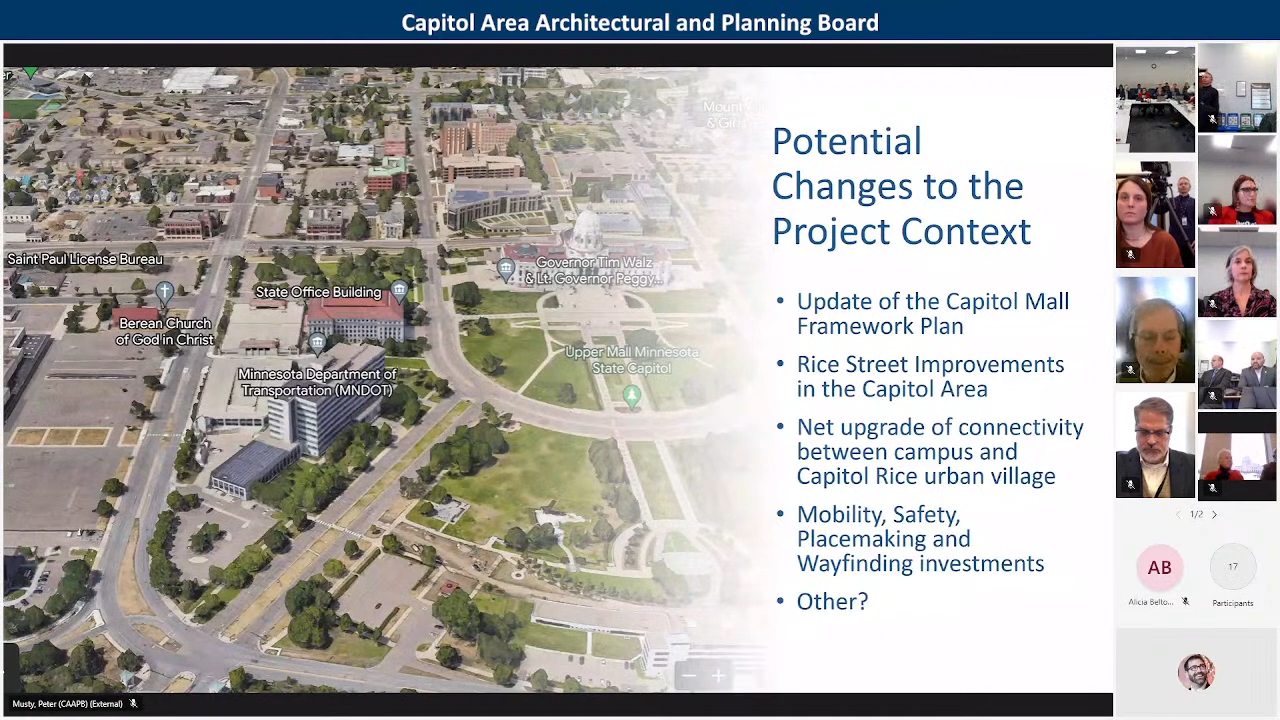 Capitol Area Architectural and Planning Board
er
Mount
Saint Paul License Bureau
Berean Church
of God in Christ
State Office Building
Minnesota Department of
Transportation (MNDOT)
Governor Tim Walz
& Lt. Governor Peggy...
Upper Mall Minnesota
State Capitol
Potential
Changes to the
Project Context
• Update of the Capitol Mall
Framework Plan
• Rice Street Improvements
in the Capitol Area
• Net upgrade of connectivity
between campus and
Capitol Rice urban village
• Mobility, Safety,
Placemaking and
Wayfinding investments
• Other?
1/2
AB
Alicia Belto...
17
Participants
Musty, Peter (CAAPB) (External)